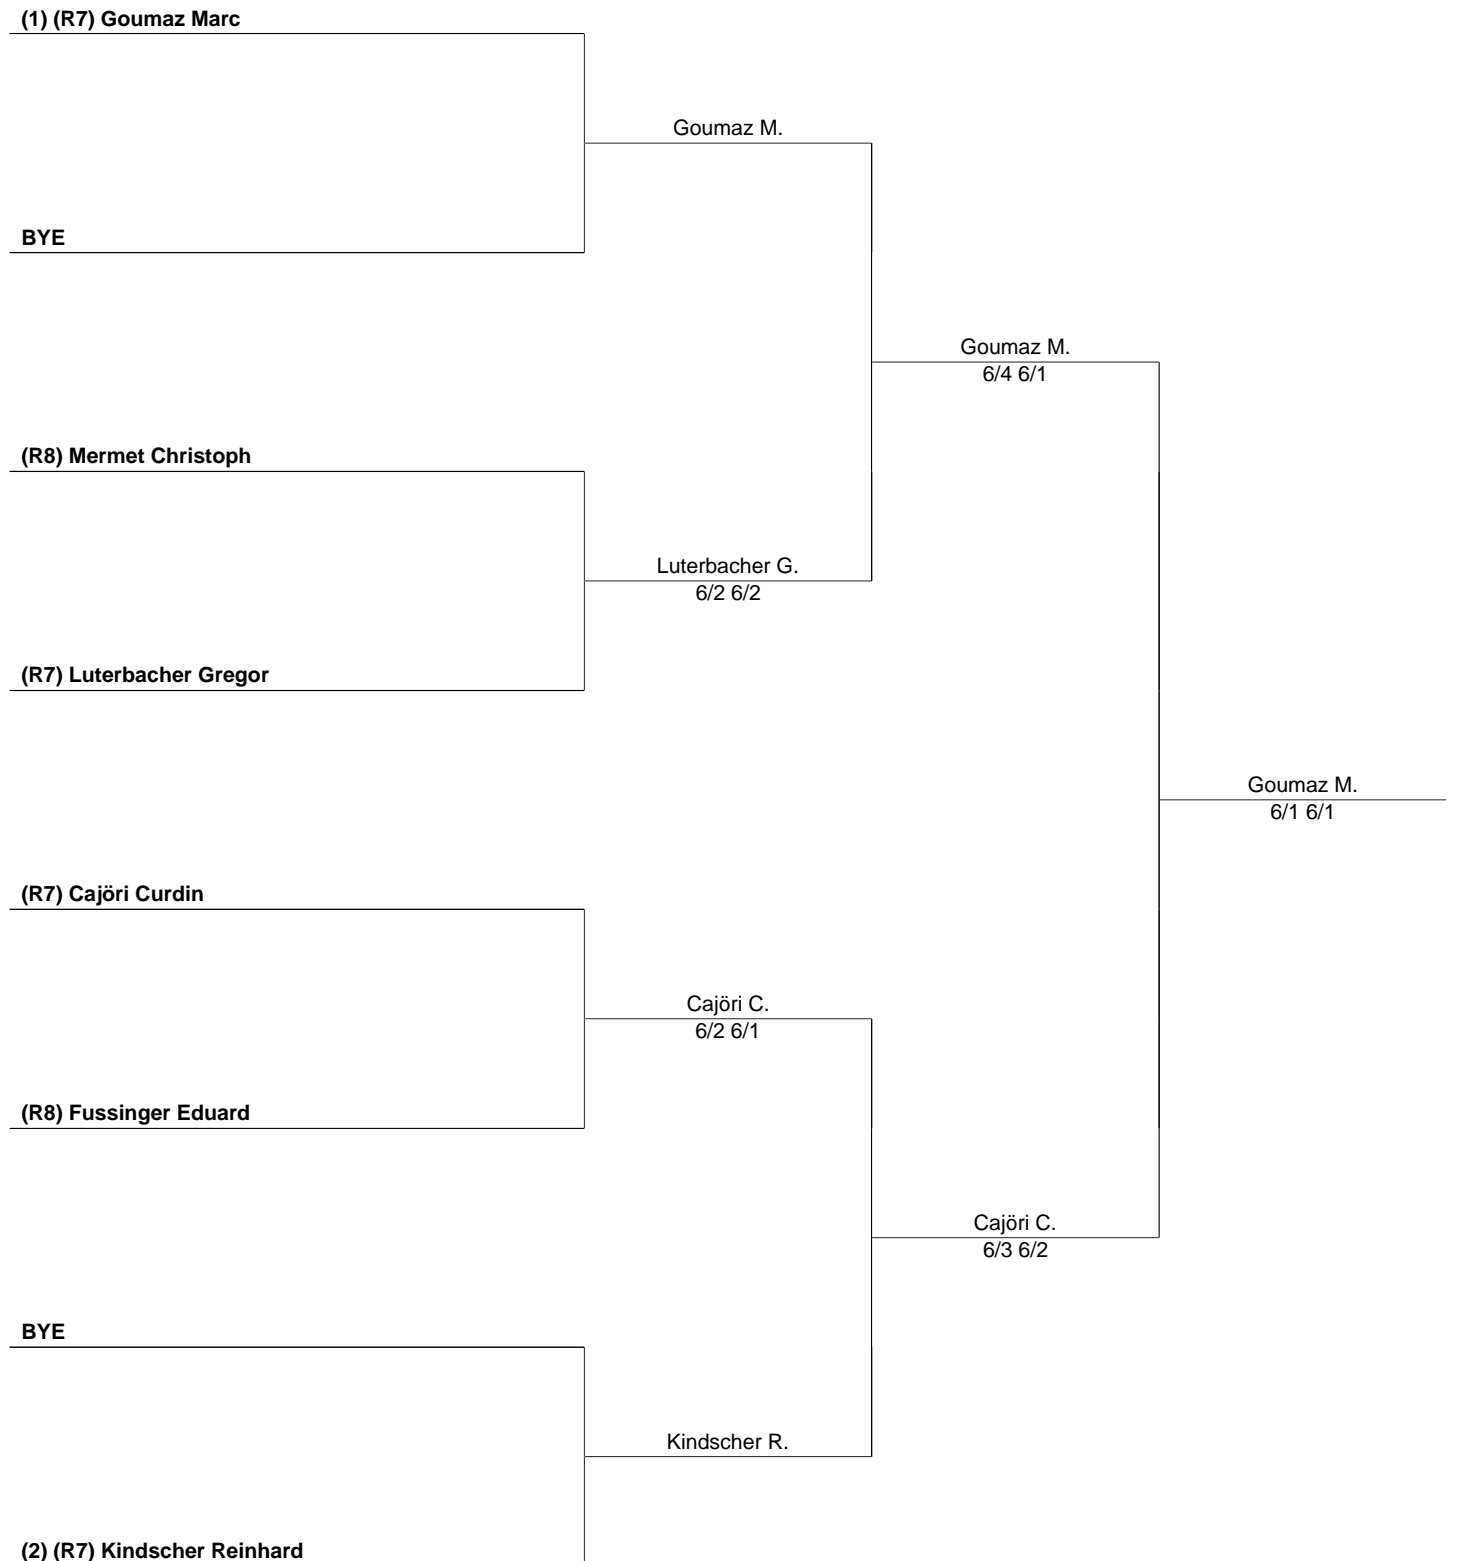 (1) (R7) Goumaz Marc
Goumaz M.
BYE
Goumaz M.
6/4 6/1
(R8) Mermet Christoph
Luterbacher G.
6/2 6/2
(R7) Luterbacher Gregor
Goumaz M.
6/1 6/1
(R7) Cajöri Curdin
Cajöri C.
6/2 6/1
(R8) Fussinger Eduard
Cajöri C.
6/3 6/2
BYE
Kindscher R.
(2) (R7) Kindscher Reinhard